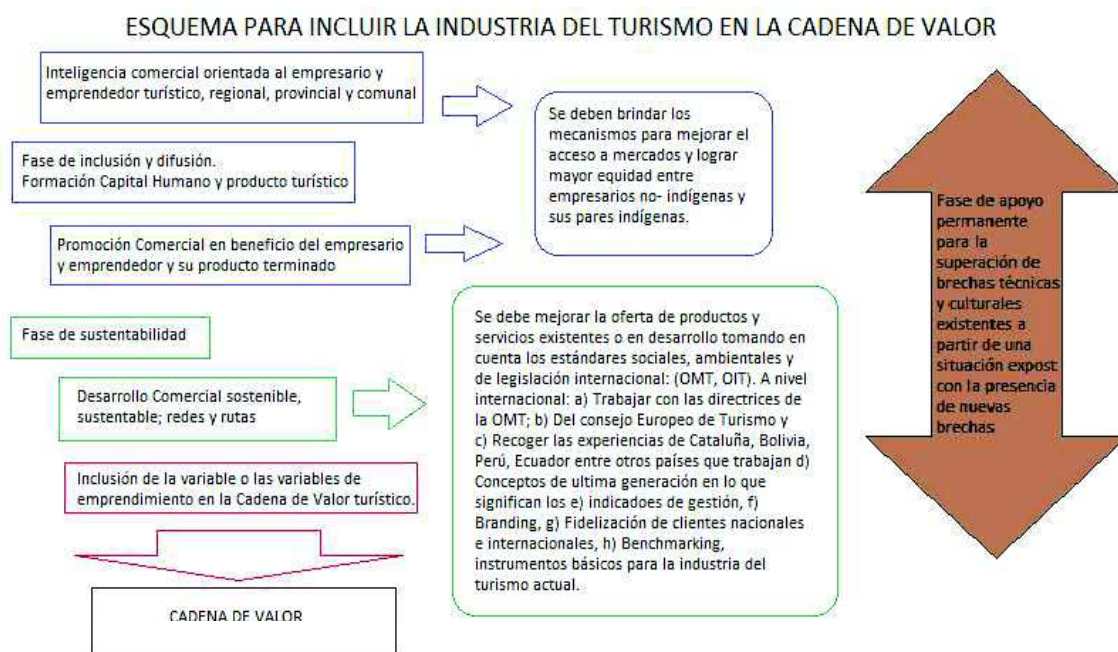 ESQUEMA PARA INCLUIR LA INDUSTRIA DEL TURISMO EN LA CADENA DE VALOR
Inteligencia comercial orientada al empresario y
emprendedor turístico, regional, provincial y comunal
Se deben brindar los
mecanismos para mejorar el
acceso a mercados y lograr
mayor equidad entre
empresarios no- indígenas y
sus pares indígenas.
Fase de inclusión y difusión.
Formación Capital Humano y producto turístico
Promoción Comercial en beneficio del empresario
y emprendedor y su producto terminado
Fase de sustentabilidad
Desarrollo Comercial sostenible,
sustentable; redes y rutas
Se debe mejorar la oferta de productos y
servicios existentes o en desarrollo tomando en
cuenta los estándares sociales, ambientales y
de legislación internacional: (OMT, OIT). A nivel
internacional: a) Trabajar con las directrices de
la OMT; b) Del consejo Europeo de Turismo y
c) Recoger las experiencias de Cataluña, Bolivia,
Perú, Ecuador entre otros países que trabajan d)
Conceptos de ultima generación en lo que
significan los e) indicadoes de gestión, f)
Branding, g) Fidelización de clientes nacionales
e internacionales, h) Benchmarking,
instrumentos básicos para la industria del
turismo actual.
Inclusión de la variable o las variables de
emprendimiento en la Cadena de Valor turístico.
CADENA DE VALOR
Fase de apoyo
permanente
para la
superación de
brechas técnicas
y culturales
existentes a
partir de una
situación expost
con la presencia
de nuevas
brechas